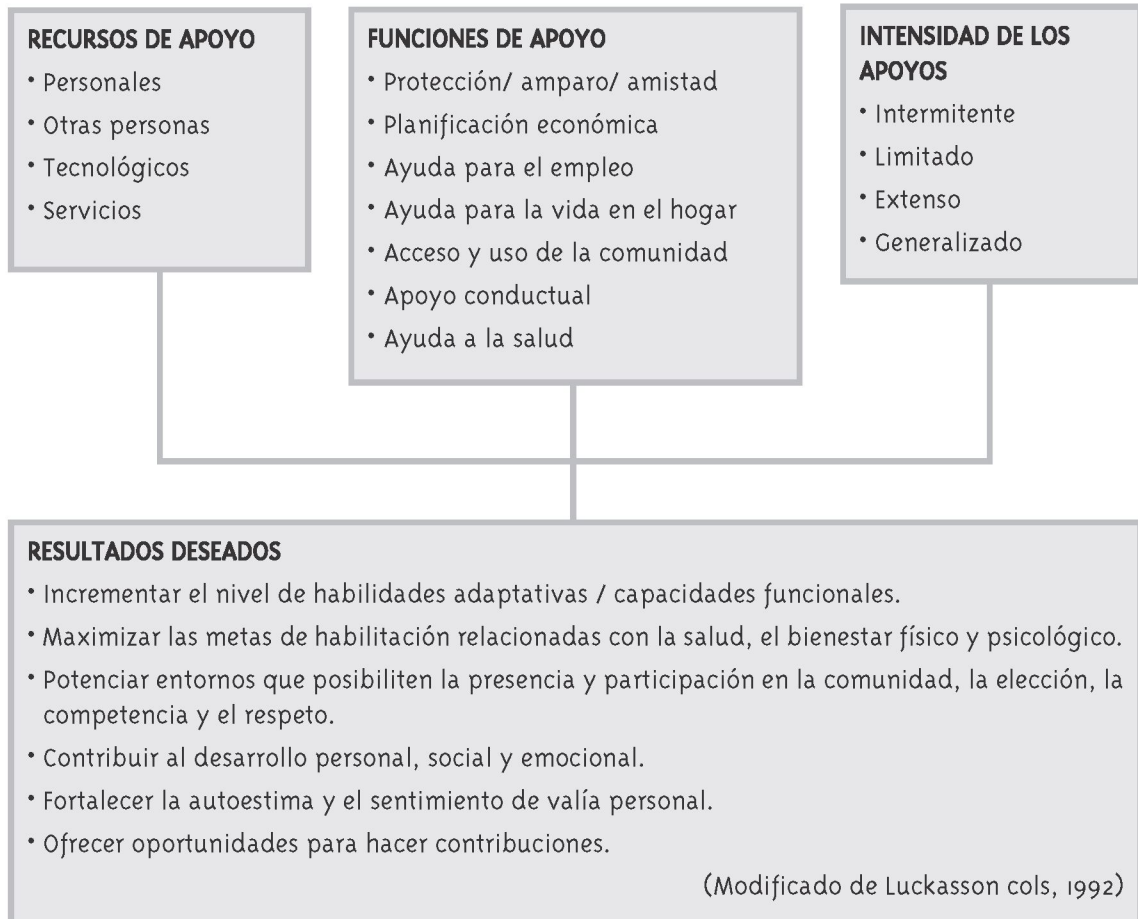 RECURSOS DE APOYO
• Personales
• Otras personas
• Tecnológicos
• Servicios
FUNCIONES DE APOYO
• Protección/ amparo/ amistad
• Planificación económica
• Ayuda para el empleo
• Ayuda para la vida en el hogar
• Acceso y uso de la comunidad
• Apoyo conductual
• Ayuda a la salud
INTENSIDAD DE LOS
APOYOS
• Intermitente
• Limitado
• Extenso
• Generalizado
RESULTADOS DESEADOS
• Incrementar el nivel de habilidades adaptativas / capacidades funcionales.
• Maximizar las metas de habilitación relacionadas con la salud, el bienestar físico y psicológico.
• Potenciar entornos que posibiliten la presencia y participación en la comunidad, la elección, la
competencia y el respeto.
• Contribuir al desarrollo personal, social y emocional.
• Fortalecer la autoestima y el sentimiento de valía personal.
• Ofrecer oportunidades para hacer contribuciones.
(Modificado de Luckasson cols, 1992)